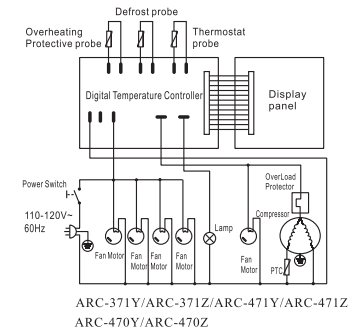 Defrost probe
Overheating
Protective probe
Thermostat
probe
Digital Temperature Controller
Display
panel
Power Switch
110-120V~
60Hz
OverLoad
Protector
Compressor
Lamp
Fan Motor
Fan
Motor
Fan
Motor
Fan
Motor
Fan
Motor
PTC
ARC-371Y/ARC-371Z/ARC-471Y/ARC-471Z
ARC-470Y/ARC-470Z